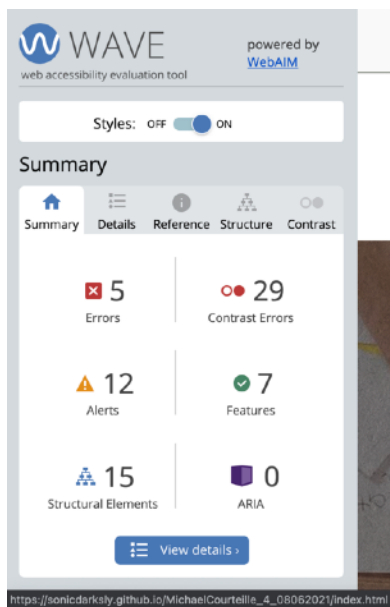 WAVE
powered by
WebAIM
web accessibility evaluation tool
Styles: OFF ON
Summary
Summary Details Reference Structure Contrast
5 29
Errors Contrast Errors
12 7
Alerts Features
15 0
Structural Elements ARIA
View details ›
https://sonicdarksly.github.io/MichaelCourteille_4_08062021/index.html